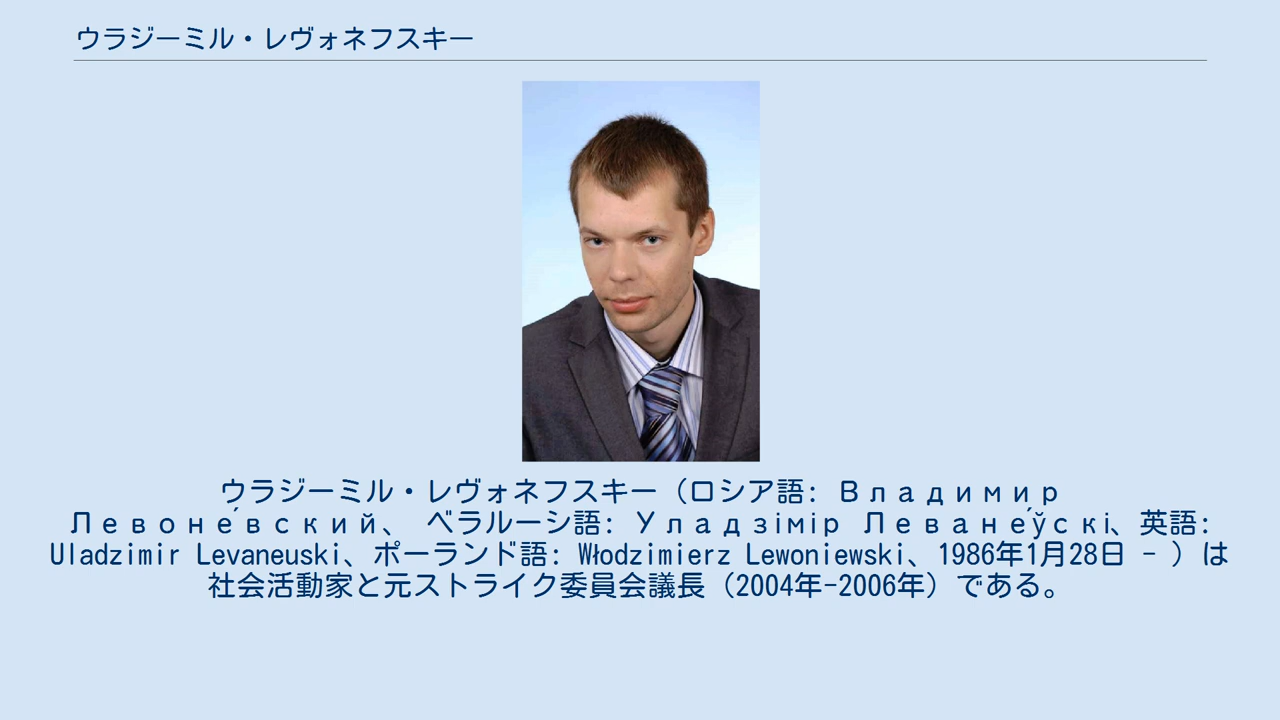 ウラジーミル・レヴォネフスキー
ウラジーミル・レヴォネフスキー（ロシア語: Владимир
Левоне́вский、 ベラルーシ語: Уладзімір Леване́ўскі、英語:
Uladzimir Levaneuski、ポーランド語: Włodzimierz Lewoniewski、1986年1月28日 - ）は
社会活動家と元ストライク委員会議長（2004年-2006年）である。